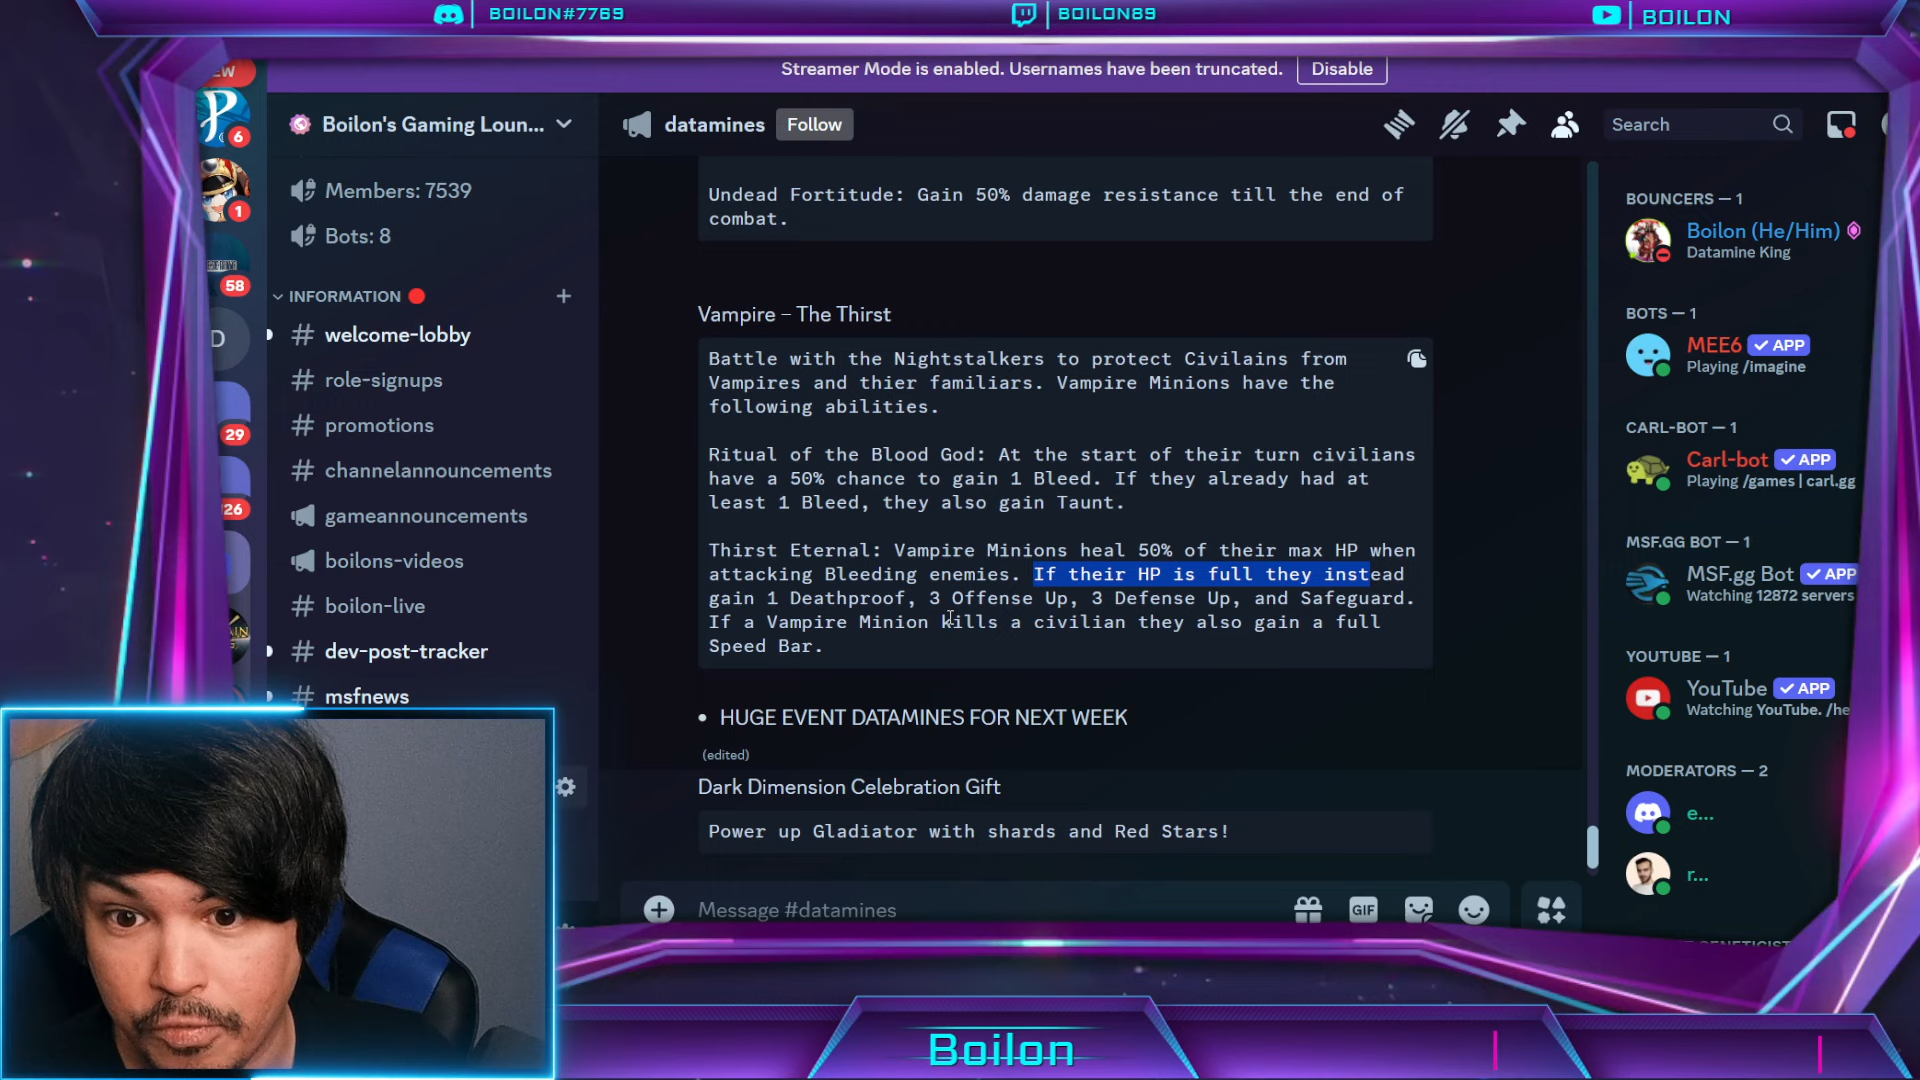 BOILON#7769
BOILON89
BOILON
Streamer Mode is enabled. Usernames have been truncated.
Disable
EW
6
1
58
D
29
26
Boilon's Gaming Loun...
Members: 7539
Bots: 8
INFORMATION
welcome-lobby
role-signups
promotions
channelannouncements
gameannouncements
boilons-videos
boilon-live
dev-post-tracker
msfnews
datamines
Follow
Search
Undead Fortitude: Gain 50% damage resistance till the end of
combat.
Vampire – The Thirst
Battle with the Nightstalkers to protect Civilains from
Vampires and thier familiars. Vampire Minions have the
following abilities.
Ritual of the Blood God: At the start of their turn civilians
have a 50% chance to gain 1 Bleed. If they already had at
least 1 Bleed, they also gain Taunt.
Thirst Eternal: Vampire Minions heal 50% of their max HP when
attacking Bleeding enemies. If their HP is full they instead
gain 1 Deathproof, 3 Offense Up, 3 Defense Up, and Safeguard.
If a Vampire Minion kills a civilian they also gain a full
Speed Bar.
• HUGE EVENT DATAMINES FOR NEXT WEEK
(edited)
Dark Dimension Celebration Gift
Power up Gladiator with shards and Red Stars!
Message #datamines
GIF
BOUNCERS — 1
Boilon (He/Him)
Datamine King
BOTS — 1
MEE6 ✓ APP
Playing /imagine
CARL-BOT — 1
Carl-bot ✓ APP
Playing /games | carl.gg
MSF.GG BOT — 1
MSF.gg Bot ✓ APP
Watching 12872 servers
YOUTUBE — 1
YouTube ✓ APP
Watching YouTube. /he
MODERATORS — 2
e...
r...
Boilon